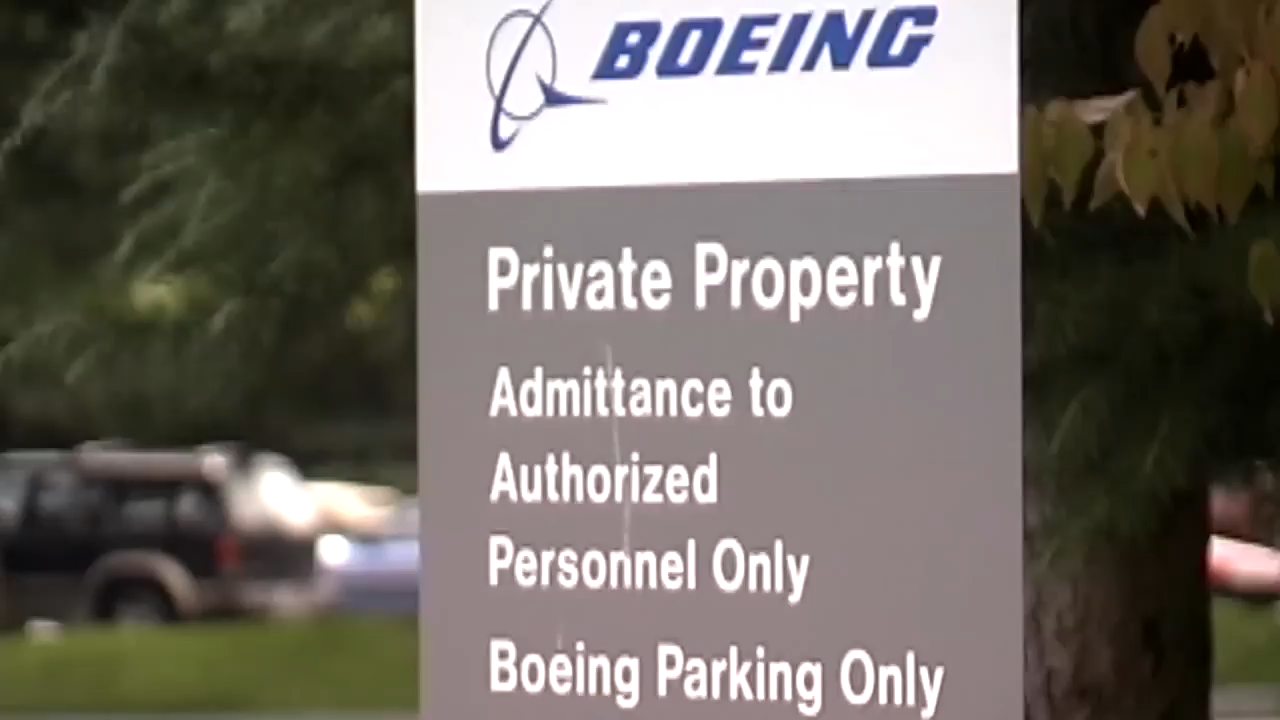 BOEING
Private Property
Admittance to
Authorized
Personnel Only
Boeing Parking Only